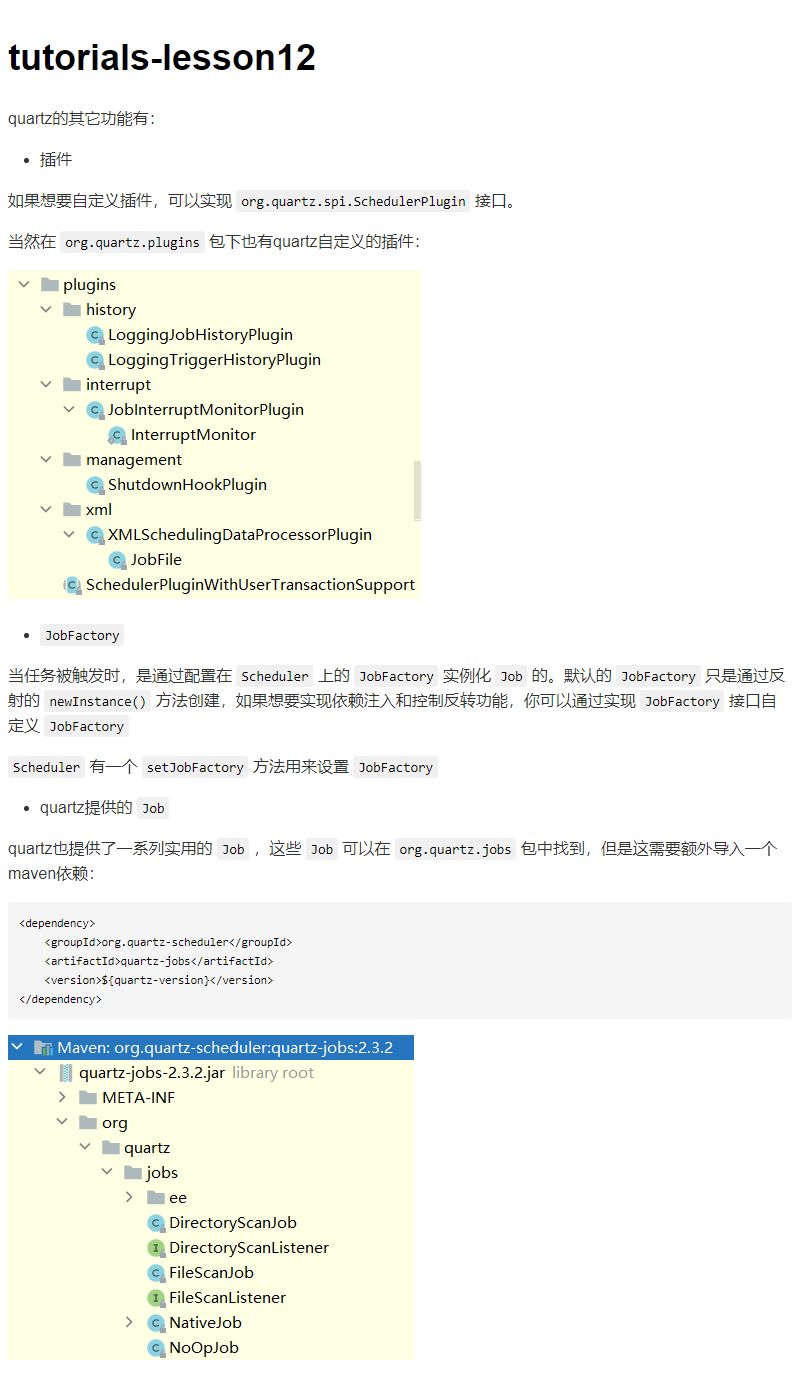 tutorials-lesson12
quartz的其它功能有：
• 插件
如果想要自定义插件，可以实现 org.quartz.spi.SchedulerPlugin 接口。
当然在 org.quartz.plugins 包下也有quartz自定义的插件：
plugins
history
LoggingJobHistoryPlugin
LoggingTriggerHistoryPlugin
interrupt
JobInterruptMonitorPlugin
InterruptMonitor
management
ShutdownHookPlugin
xml
XMLSchedulingDataProcessorPlugin
JobFile
SchedulerPluginWithUserTransactionSupport
• JobFactory
当任务被触发时，是通过配置在 Scheduler 上的 JobFactory 实例化 Job 的。默认的 JobFactory 只是通过反
射的 newInstance() 方法创建，如果想要实现依赖注入和控制反转功能，你可以通过实现 JobFactory 接口自
定义 JobFactory
Scheduler 有一个 setJobFactory 方法用来设置 JobFactory
• quartz提供的 Job
quartz也提供了一系列实用的 Job ，这些 Job 可以在 org.quartz.jobs 包中找到，但是这需要额外导入一个
maven依赖：
<dependency>
    <groupId>org.quartz-scheduler</groupId>
    <artifactId>quartz-jobs</artifactId>
    <version>${quartz-version}</version>
</dependency>
Maven: org.quartz-scheduler:quartz-jobs:2.3.2
quartz-jobs-2.3.2.jar library root
META-INF
org
quartz
jobs
ee
DirectoryScanJob
DirectoryScanListener
FileScanJob
FileScanListener
NativeJob
NoOpJob